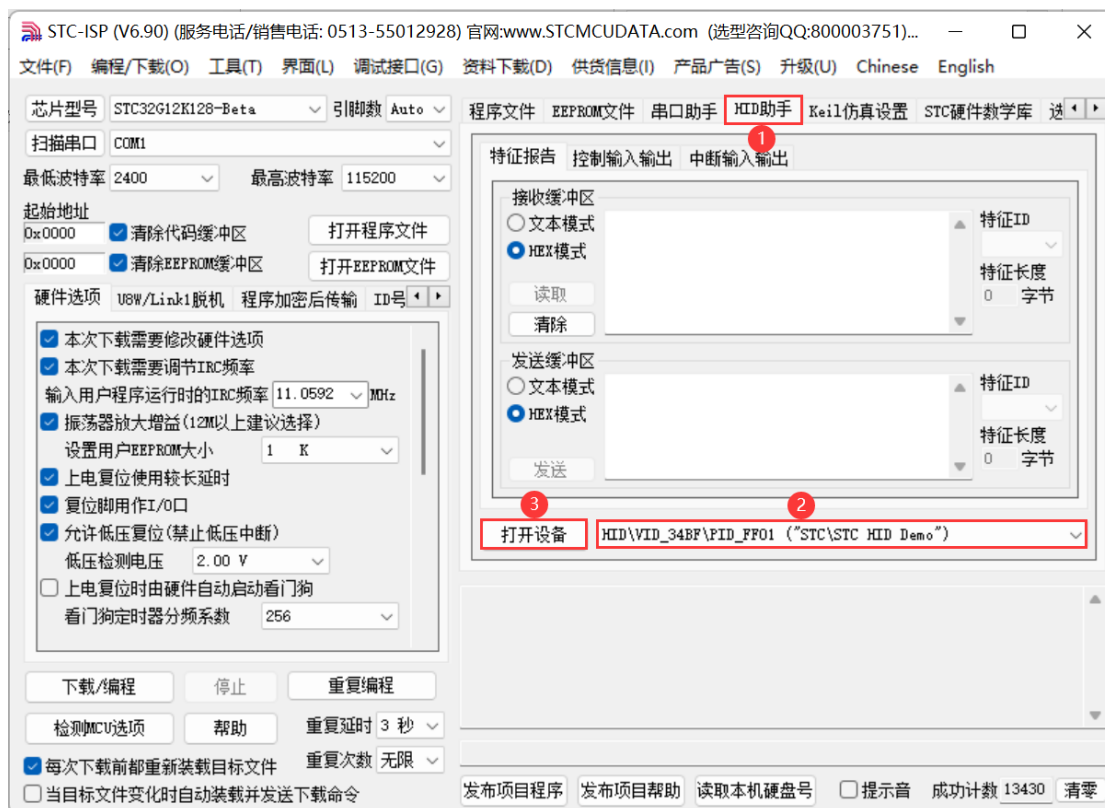 STC-ISP (V6.90) (服务电话/销售电话: 0513-55012928) 官网:www.STCMCUDATA.com (选型咨询QQ:800003751)...
文件(F) 编程/下载(O) 工具(T) 界面(L) 调试接口(G) 资料下载(D) 供货信息(I) 产品广告(S) 升级(U) Chinese English
芯片型号 STC32G12K128-Beta 引脚数 Auto
扫描串口 COM1
最低波特率 2400 最高波特率 115200
起始地址
0x0000 清除代码缓冲区 打开程序文件
0x0000 清除EEPROM缓冲区 打开EEPROM文件
硬件选项 U8W/Link1脱机 程序加密后传输 ID号
本次下载需要修改硬件选项
本次下载需要调节IRC频率
输入用户程序运行时的IRC频率 11.0592 MHz
振荡器放大增益(12M以上建议选择)
设置用户EEPROM大小 1 K
上电复位使用较长延时
复位脚用作I/O口
允许低压复位(禁止低压中断)
低压检测电压 2.00 V
上电复位时由硬件自动启动看门狗
看门狗定时器分频系数 256
下载/编程 停止 重复编程
检测MCU选项 帮助 重复延时 3 秒
每次下载前都重新装载目标文件 重复次数 无限
当目标文件变化时自动装载并发送下载命令
程序文件 EEPROM文件 串口助手 HID助手 Keil仿真设置 STC硬件数学库 选
1
特征报告 控制输入输出 中断输入输出
接收缓冲区
文本模式 特征ID
HEX模式
特征长度
读取 0 字节
清除
发送缓冲区
文本模式 特征ID
HEX模式
特征长度
发送 0 字节
3 2
打开设备 HID\VID_34BF\PID_FF01 ("STC\STC HID Demo")
发布项目程序 发布项目帮助 读取本机硬盘号 提示音 成功计数 13430 清零